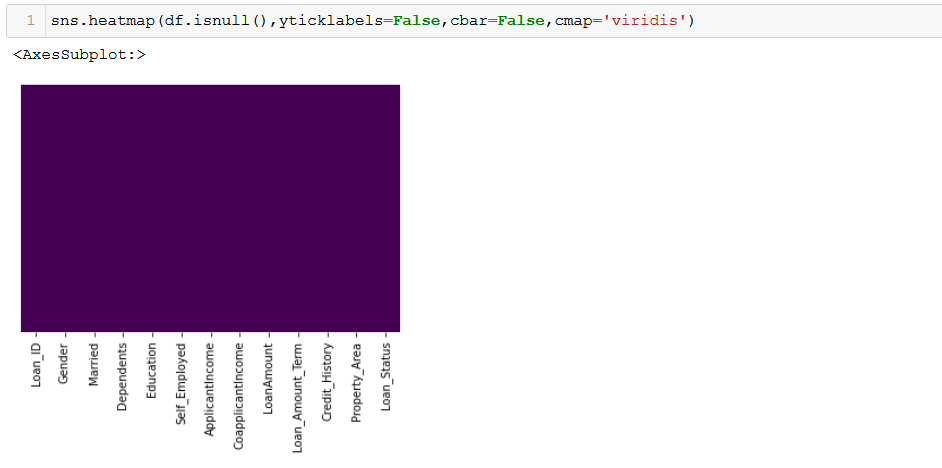 1 sns.heatmap(df.isnull(),yticklabels=False,cbar=False,cmap='viridis')
<AxesSubplot:>
Loan_ID
Gender
Married
Dependents
Education
Self_Employed
ApplicantIncome
CoapplicantIncome
LoanAmount
Loan_Amount_Term
Credit_History
Property_Area
Loan_Status